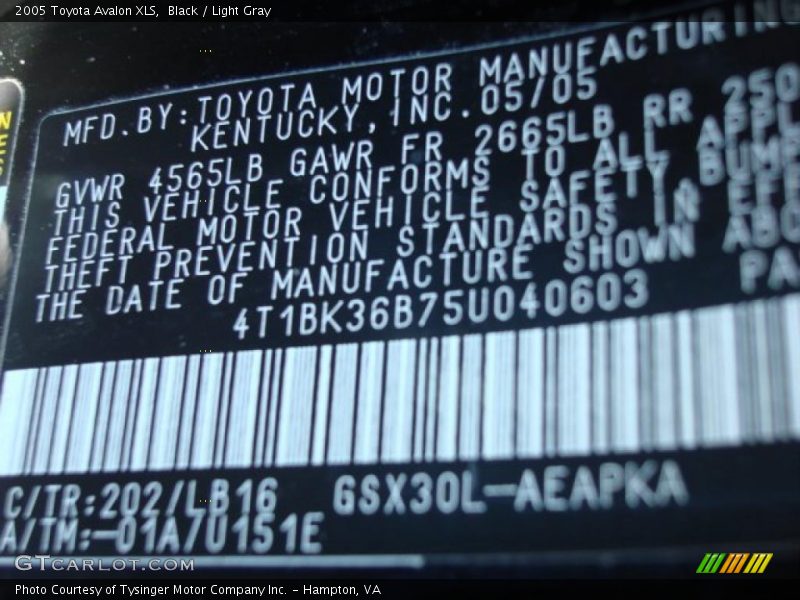 2005 Toyota Avalon XLS,  Black / Light Gray
MFD.BY:TOYOTA MOTOR MANUFACTURING
KENTUCKY,INC.05/05
GVWR 4565LB GAWR FR 2665LB RR 250
THIS VEHICLE CONFORMS TO ALL APPL
FEDERAL MOTOR VEHICLE SAFETY, BUMP
THEFT PREVENTION STANDARDS IN EFF
THE DATE OF MANUFACTURE SHOWN ABO
4T1BK36B75U040603 PA
C/TR:202/LB16 GSX30L-AEAPKA
A/TM:-01A/U151E
GTCARLOT.COM
Photo Courtesy of Tysinger Motor Company Inc. - Hampton, VA